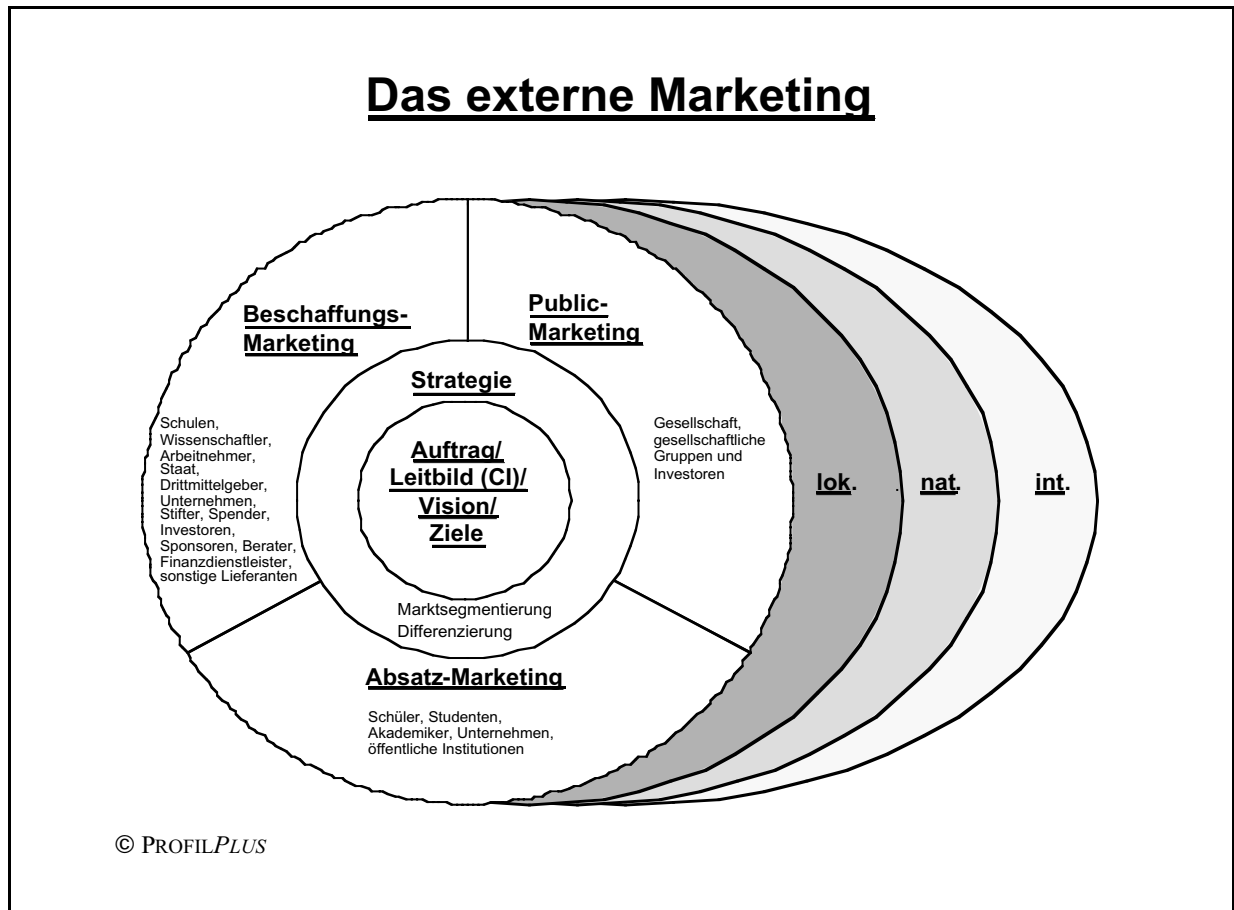 Das externe Marketing
Beschaffungs-
Marketing
Public-
Marketing
Strategie
Auftrag/
Leitbild (CI)/
Vision/
Ziele
Schulen,
Wissenschaftler,
Arbeitnehmer,
Staat,
Drittmittelgeber,
Unternehmen,
Stifter, Spender,
Investoren,
Sponsoren, Berater,
Finanzdienstleister,
sonstige Lieferanten
Gesellschaft,
gesellschaftliche
Gruppen und
Investoren
lok.
nat.
int.
Marktsegmentierung
Differenzierung
Absatz-Marketing
Schüler, Studenten,
Akademiker, Unternehmen,
öffentliche Institutionen
© PROFILPLUS